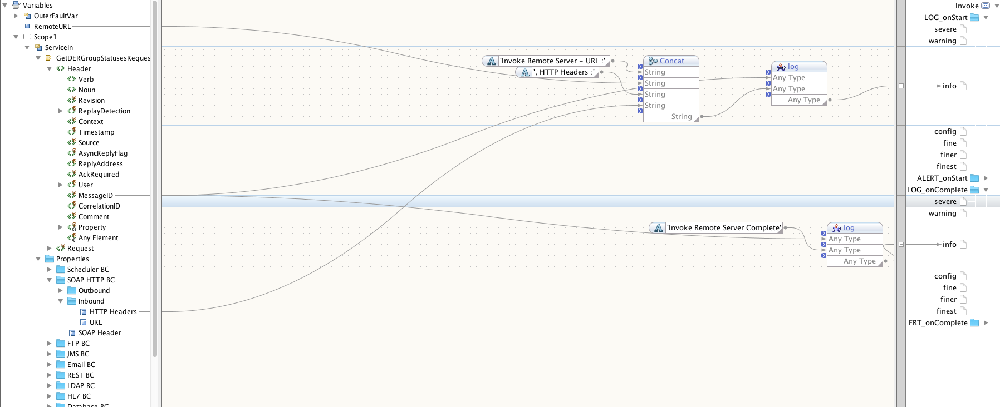 Variables
OuterFaultVar
RemoteURL
Scope1
ServiceIn
GetDERGroupStatusesReques
Header
Verb
Noun
Revision
ReplayDetection
Context
Timestamp
Source
AsyncReplyFlag
ReplyAddress
AckRequired
User
MessageID
CorrelationID
Comment
Property
Any Element
Request
Properties
Scheduler BC
SOAP HTTP BC
Outbound
Inbound
HTTP Headers
URL
SOAP Header
FTP BC
JMS BC
Email BC
REST BC
LDAP BC
HL7 BC
Database BC
'Invoke Remote Server - URL :'
', HTTP Headers :'
Concat
String
String
String
String
String
log
Any Type
Any Type
Any Type
'Invoke Remote Server Complete'
log
Any Type
Any Type
Any Type
Invoke
LOG_onStart
severe
warning
info
config
fine
finer
finest
ALERT_onStart
LOG_onComplete
severe
warning
info
config
fine
finer
finest
LERT_onComplete